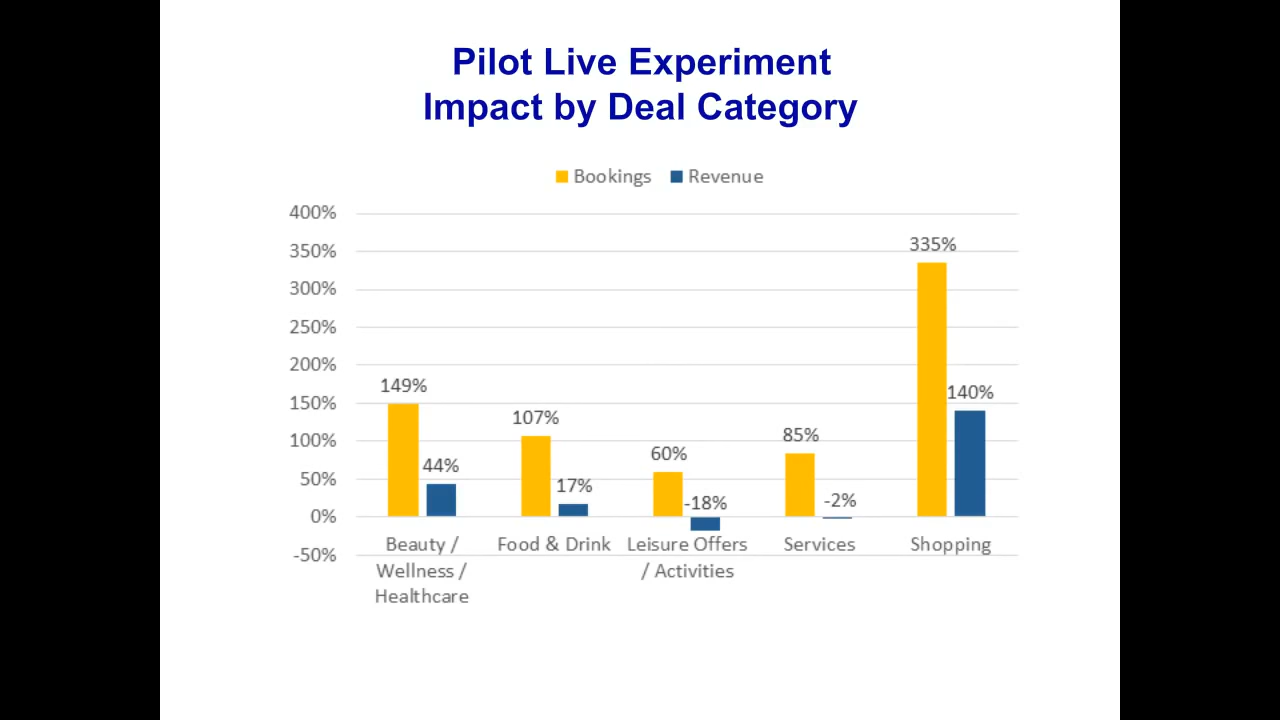 Pilot Live Experiment
Impact by Deal Category
Bookings Revenue
400%
350%
300%
250%
200%
150%
100%
50%
0%
-50%
149%
44%
107%
17%
60%
-18%
85%
-2%
335%
140%
Beauty /
Wellness /
Healthcare
Food & Drink
Leisure Offers
/ Activities
Services
Shopping